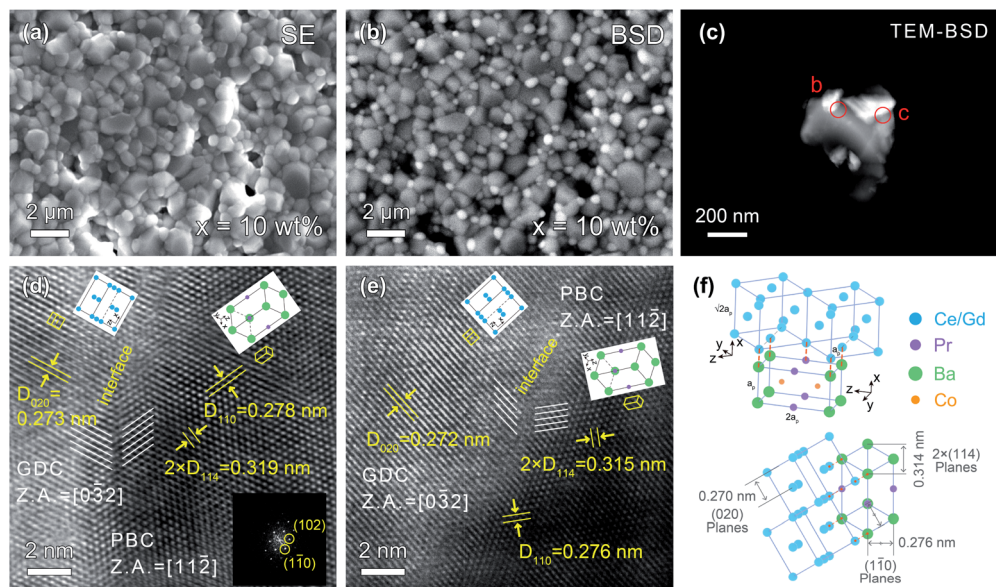 (a)
SE
2 µm
x = 10 wt%
(b)
BSD
2 µm
x = 10 wt%
(c)
TEM-BSD
b
c
200 nm
(d)
D₀₂₀=
0.273 nm
interface
D₁₁₀=0.278 nm
2×D₁₁₄=0.319 nm
GDC
Z.A.=[03̄2]
PBC
Z.A.=[112̄]
(102)
(11̄0)
2 nm
(e)
PBC
Z.A.=[112̄]
interface
D₀₂₀=0.272 nm
2×D₁₁₄=0.315 nm
GDC
Z.A.=[03̄2]
D₁₁₀=0.276 nm
2 nm
(f)
√2aₚ
y
x
z
aₚ
aₚ
z
x
y
2aₚ
Ce/Gd
Pr
Ba
Co
0.270 nm
(020)
Planes
0.314 nm
2×(114)
Planes
0.276 nm
(11̄0)
Planes